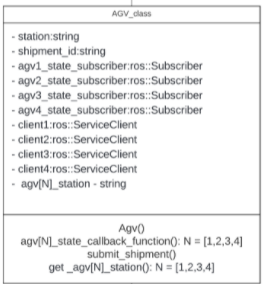 AGV_class
- station:string
- shipment_id:string
- agv1_state_subscriber:ros::Subscriber
- agv2_state_subscriber:ros::Subscriber
- agv3_state_subscriber:ros::Subscriber
- agv4_state_subscriber:ros::Subscriber
- client1:ros::ServiceClient
- client2:ros::ServiceClient
- client3:ros::ServiceClient
- client4:ros::ServiceClient
- agv[N]_station - string
Agv()
agv[N]_state_callback_function(): N = [1,2,3,4]
submit_shipment()
get _agv[N]_station(): N = [1,2,3,4]